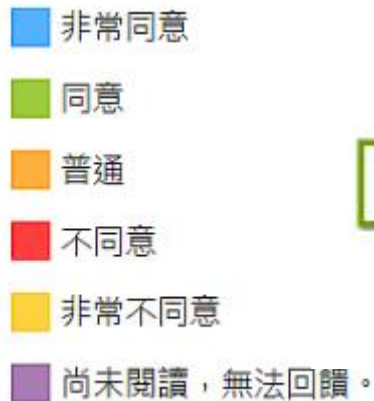 非常同意
同意
普通
不同意
非常不同意
尚未閱讀，無法回饋。